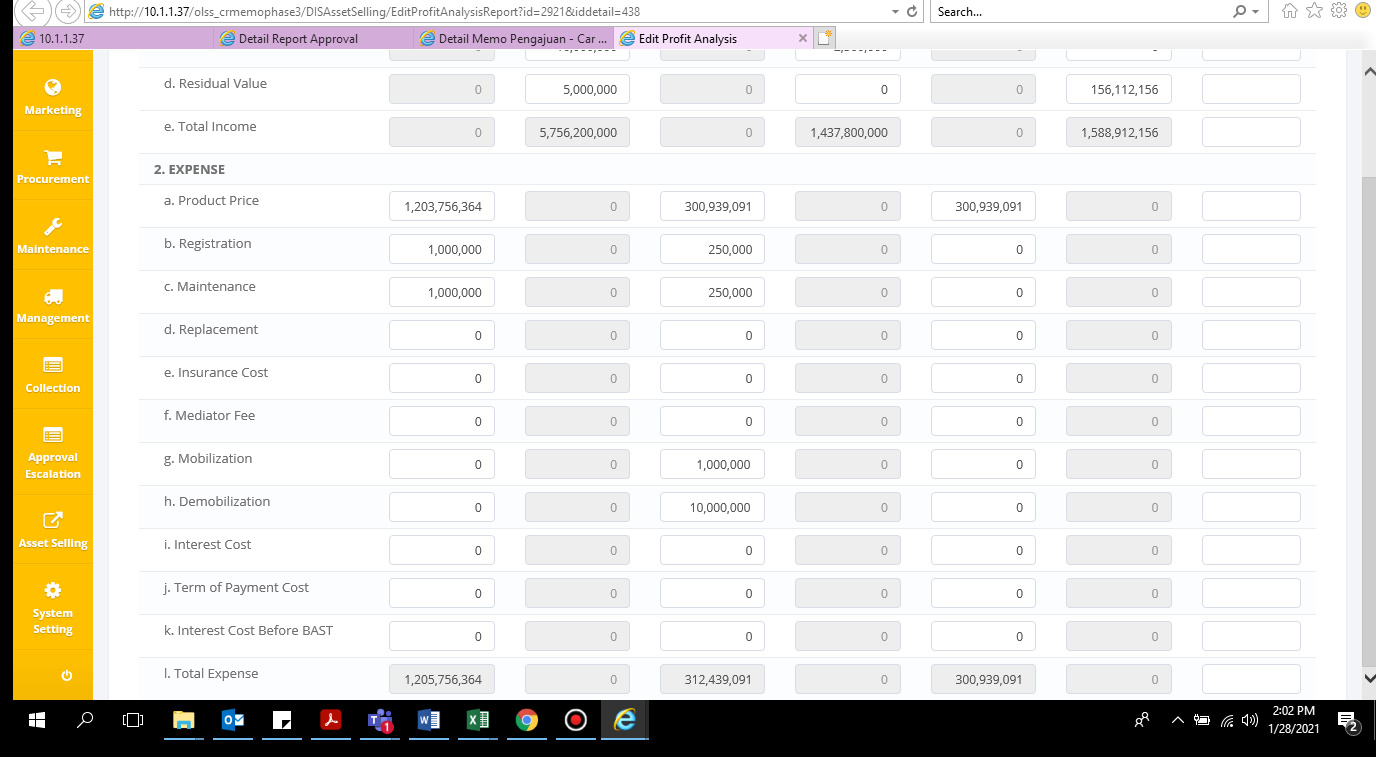 http://10.1.1.37/olss_crmemophase3/DISAssetSelling/EditProfitAnalysisReport?id=2921&iddetail=438 Search...
10.1.1.37 Detail Report Approval Detail Memo Pengajuan - Car ... Edit Profit Analysis
Marketing
Procurement
Maintenance
Management
Collection
Approval
Escalation
Asset Selling
System
Setting
d. Residual Value 0 5,000,000 0 0 0 156,112,156
e. Total Income 0 5,756,200,000 0 1,437,800,000 0 1,588,912,156
2. EXPENSE
a. Product Price 1,203,756,364 0 300,939,091 0 300,939,091 0
b. Registration 1,000,000 0 250,000 0 0 0
c. Maintenance 1,000,000 0 250,000 0 0 0
d. Replacement 0 0 0 0 0 0
e. Insurance Cost 0 0 0 0 0 0
f. Mediator Fee 0 0 0 0 0 0
g. Mobilization 0 0 1,000,000 0 0 0
h. Demobilization 0 0 10,000,000 0 0 0
i. Interest Cost 0 0 0 0 0 0
j. Term of Payment Cost 0 0 0 0 0 0
k. Interest Cost Before BAST 0 0 0 0 0 0
l. Total Expense 1,205,756,364 0 312,439,091 0 300,939,091 0
1
2:02 PM
1/28/2021
2